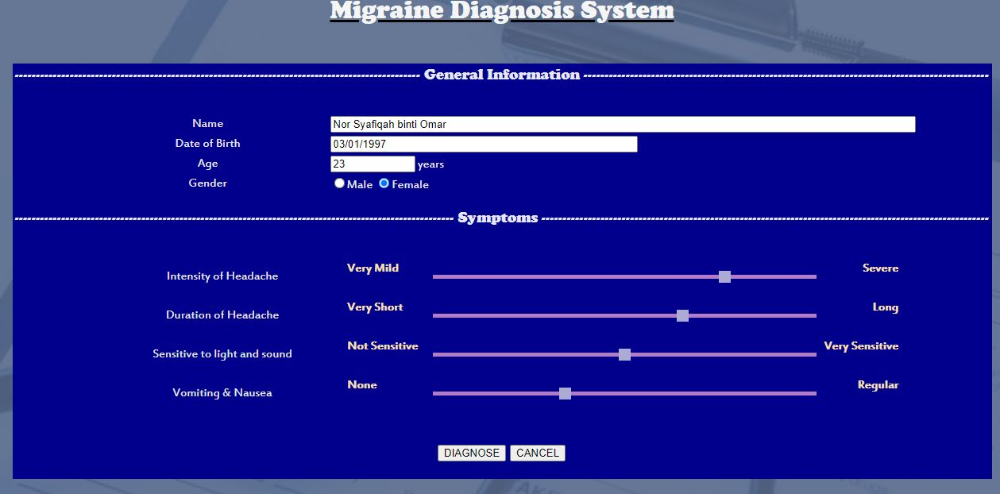 Migraine Diagnosis System
General Information
Name Nor Syafiqah binti Omar
Date of Birth 03/01/1997
Age 23 years
Gender Male Female
Symptoms
Intensity of Headache Very Mild Severe
Duration of Headache Very Short Long
Sensitive to light and sound Not Sensitive Very Sensitive
Vomiting & Nausea None Regular
DIAGNOSE CANCEL
TAKE